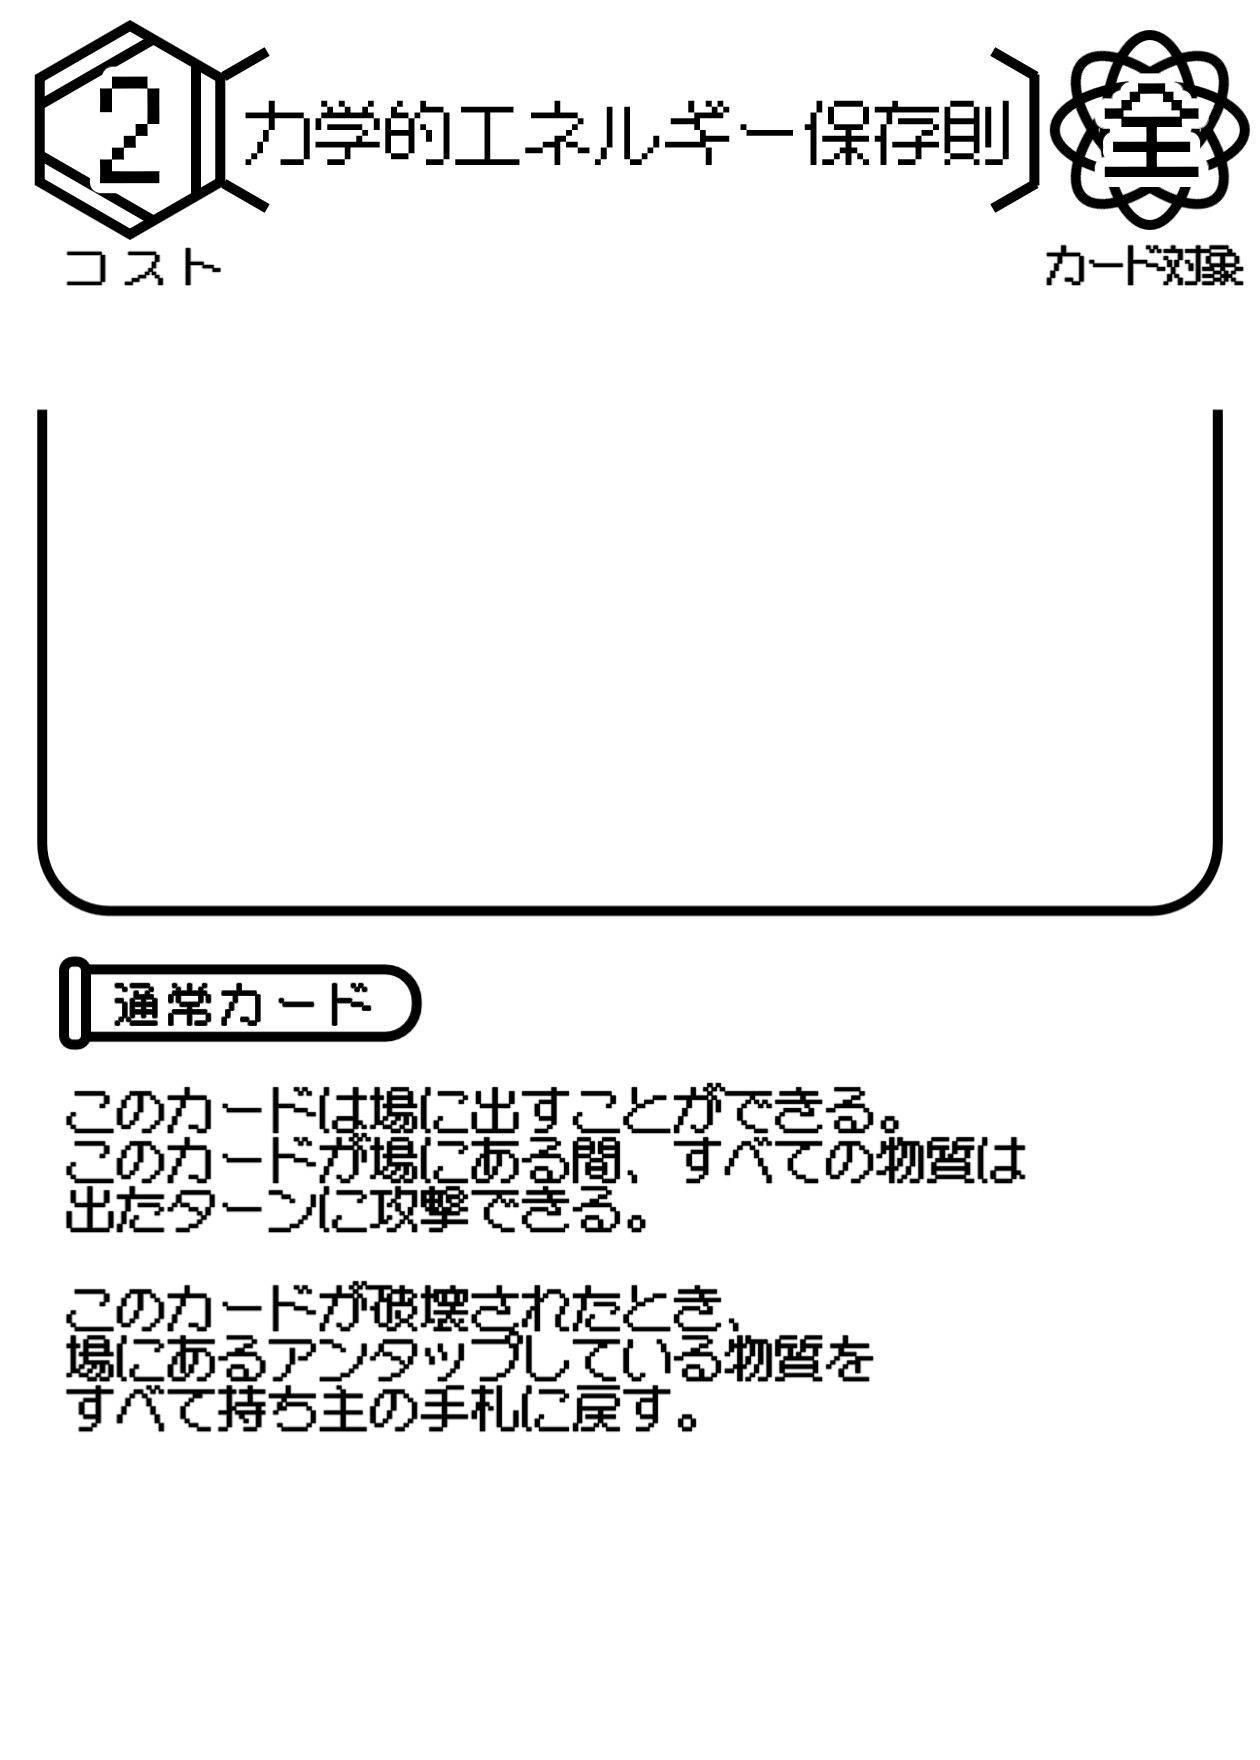 2
力学的エネルギー保存則
全
コスト
カード対象
通常カード
このカードは場に出すことができる。
このカードが場にある間、すべての物質は
出たターンに攻撃できる。
このカードが破壊されたとき、
場にあるアンタップしている物質を
すべて持ち主の手札に戻す。